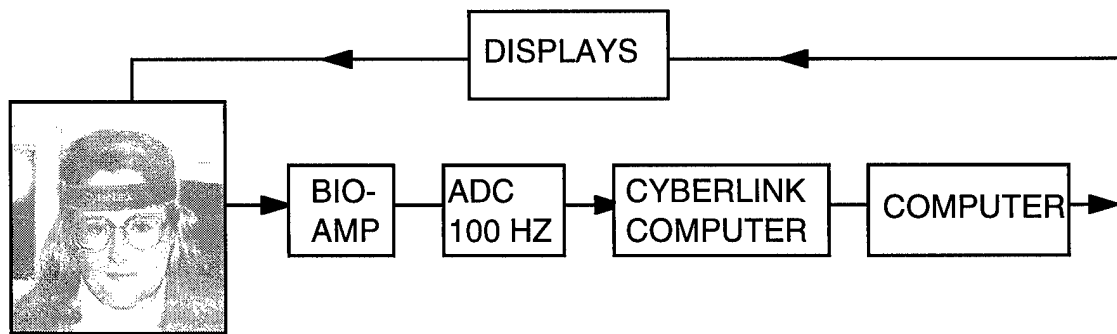 DISPLAYS
BIO-
AMP
ADC
100 HZ
CYBERLINK
COMPUTER
COMPUTER